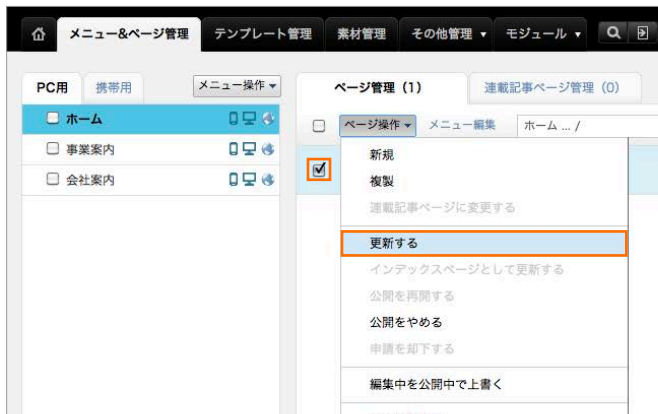 メニュー&ページ管理 テンプレート管理 素材管理 その他管理 ▼ モジュール ▼
PC用 携帯用 メニュー操作▼
ホーム
事業案内
会社案内
ページ管理 (1) 連載記事ページ管理 (0)
ページ操作▼ メニュー編集 ホーム ... /
新規
複製
連載記事ページに変更する
更新する
インデックスページとして更新する
公開を再開する
公開をやめる
申請を却下する
編集中を公開中で上書く